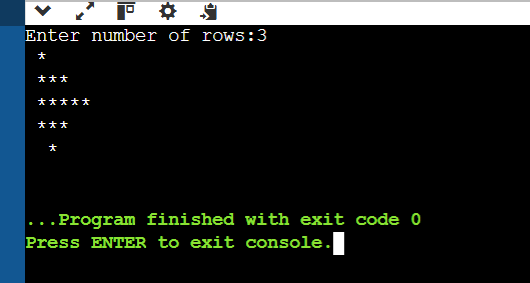 Enter number of rows:3
 *
 ***
 *****
 ***
  *
...Program finished with exit code 0
Press ENTER to exit console.